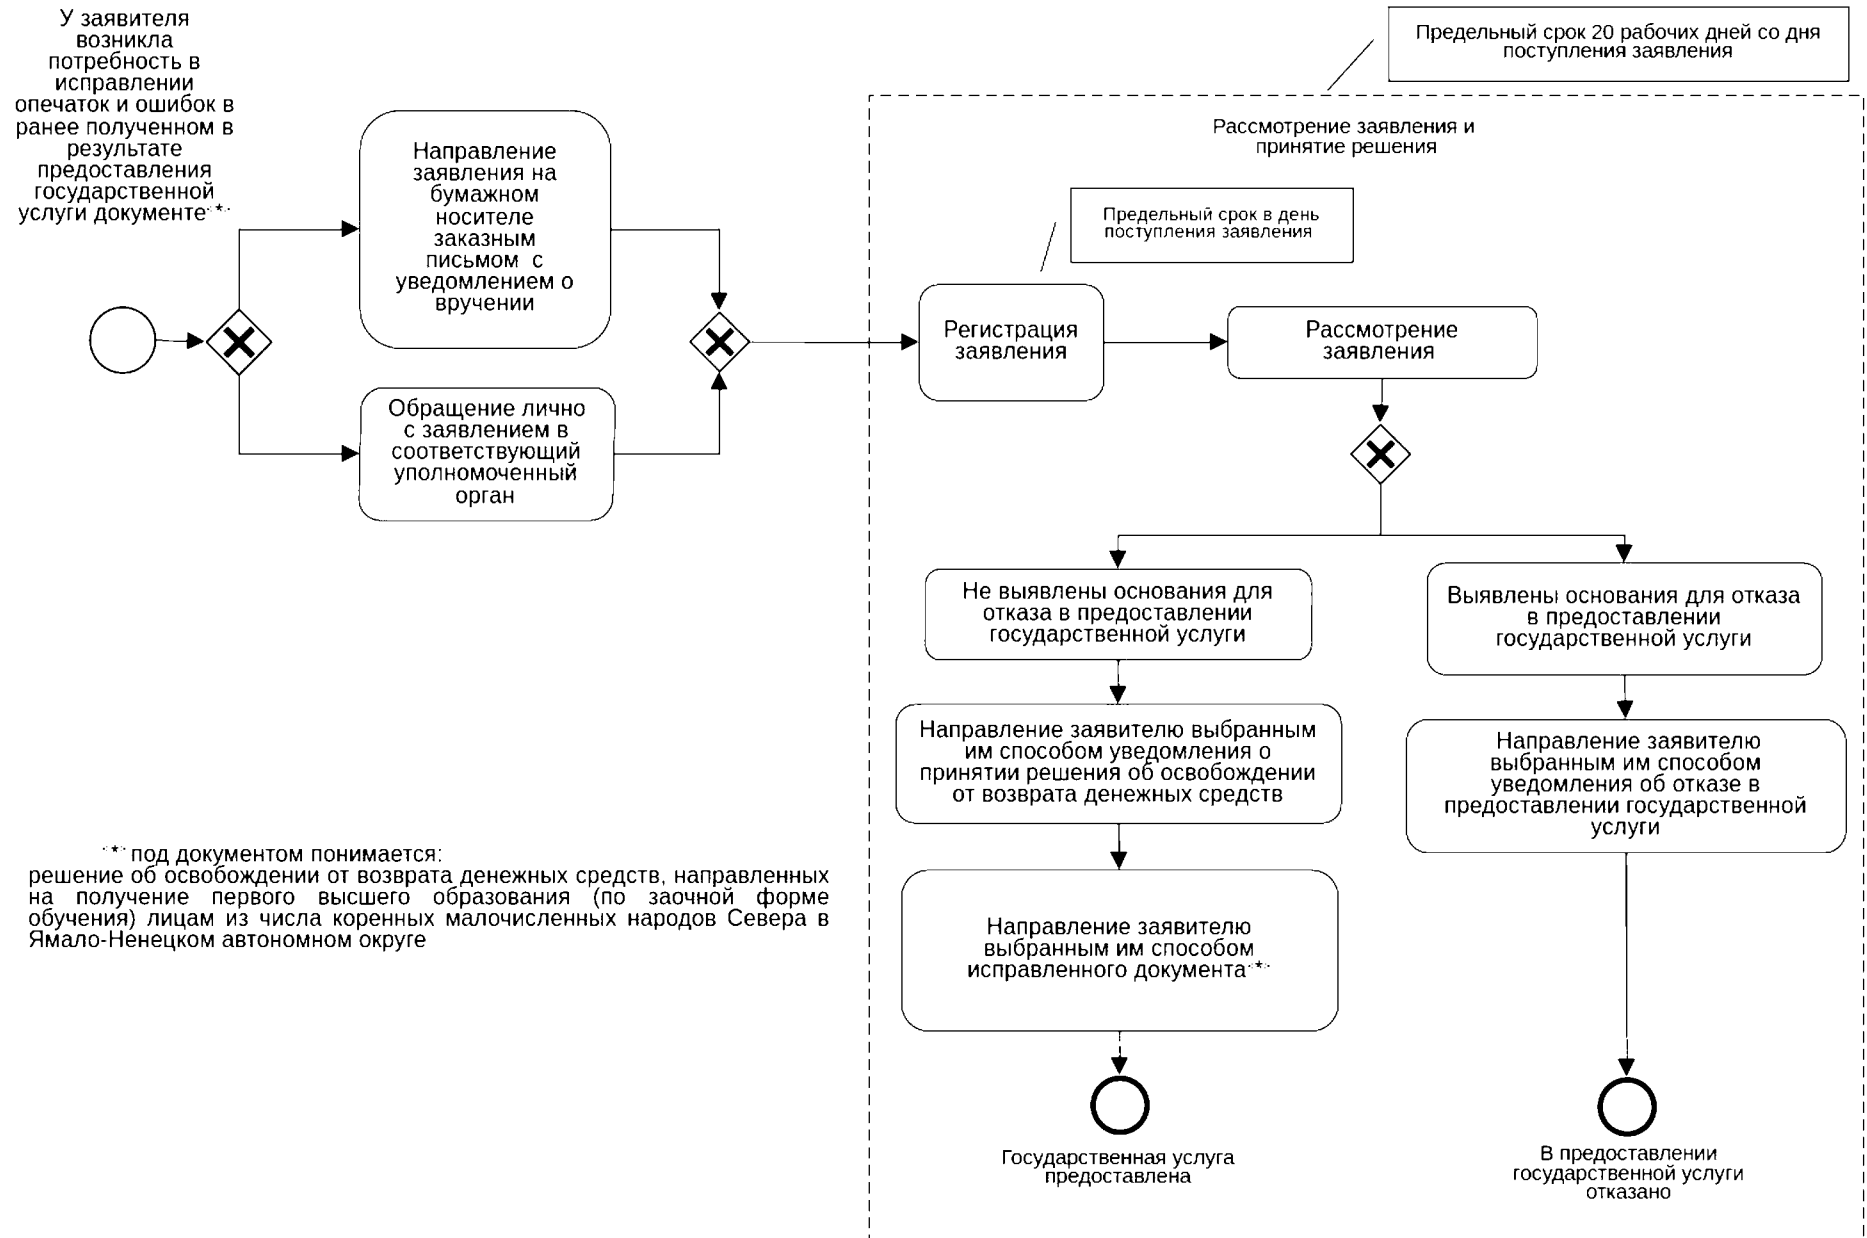 У заявителя
возникла
потребность в
исправлении
опечаток и ошибок в
ранее полученном в
результате
предоставления
государственной
услуги документе*
Направление
заявления на
бумажном
носителе
заказным
письмом с
уведомлением о
вручении
Обращение лично
с заявлением в
соответствующий
уполномоченный
орган
Предельный срок 20 рабочих дней со дня
поступления заявления
Рассмотрение заявления и
принятие решения
Предельный срок в день
поступления заявления
Регистрация
заявления
Рассмотрение
заявления
Не выявлены основания для
отказа в предоставлении
государственной услуги
Выявлены основания для отказа
в предоставлении
государственной услуги
Направление заявителю выбранным
им способом уведомления о
принятии решения об освобождении
от возврата денежных средств
Направление заявителю
выбранным им способом
уведомления об отказе в
предоставлении государственной
услуги
Направление заявителю
выбранным им способом
исправленного документа*
Государственная услуга
предоставлена
В предоставлении
государственной услуги
отказано
* под документом понимается:
решение об освобождении от возврата денежных средств, направленных
на получение первого высшего образования (по заочной форме
обучения) лицам из числа коренных малочисленных народов Севера в
Ямало-Ненецком автономном округе